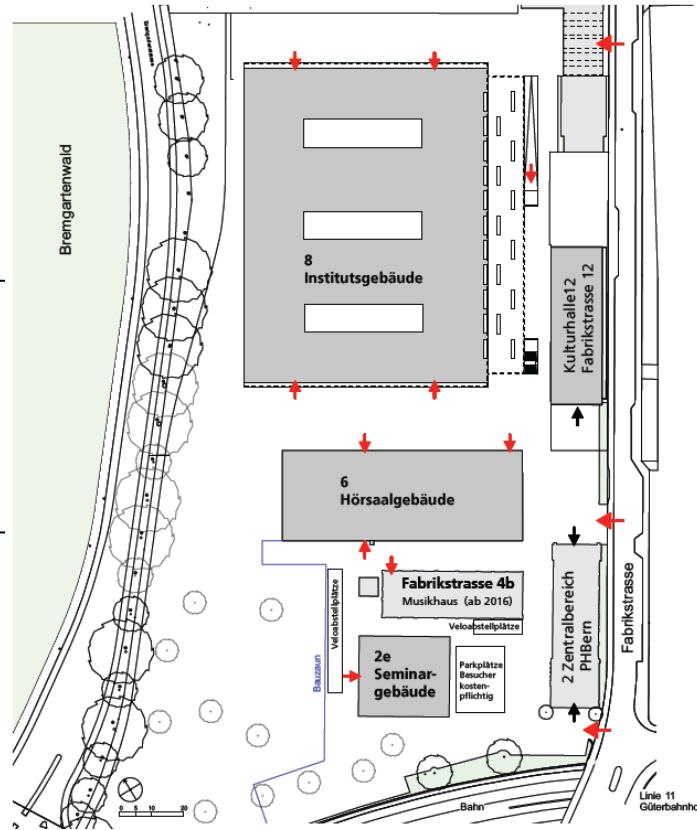 Bremgartenwald
8
Institutsgebäude
Kulturhalle12
Fabrikstrasse 12
6
Hörsaalgebäude
Fabrikstrasse 4b
Musikhaus (ab 2016)
Veloabstellplätze
Veloabstellplätze
2e
Seminar-
gebäude
Parkplätze
Besucher
kosten-
pflichtig
2 Zentralbereich
PHBern
Fabrikstrasse
Bauzaun
0 5 10 20
Bahn
Linie 11
Güterbahnho